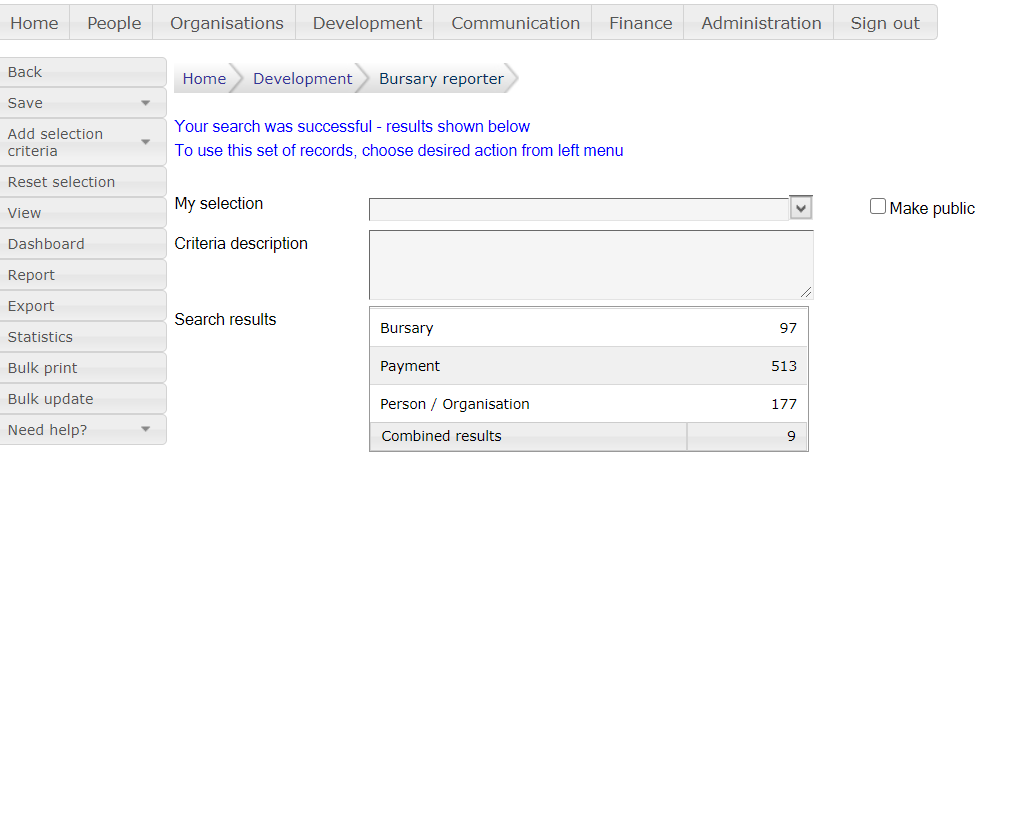 Home People Organisations Development Communication Finance Administration Sign out
Back
Save
Add selection
criteria
Reset selection
View
Dashboard
Report
Export
Statistics
Bulk print
Bulk update
Need help?
Home Development Bursary reporter
Your search was successful - results shown below
To use this set of records, choose desired action from left menu
My selection
Make public
Criteria description
Search results
Bursary 97
Payment 513
Person / Organisation 177
Combined results 9